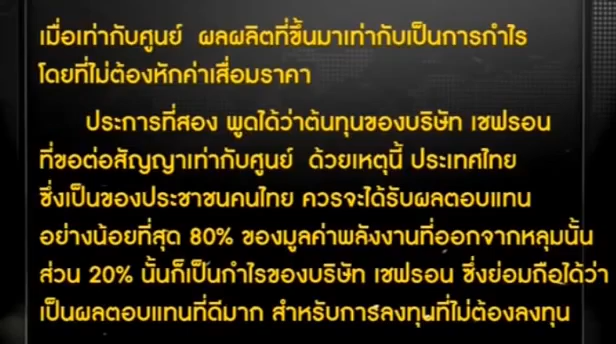 เมื่อเท่ากับศูนย์ ผลผลิตที่ขึ้นมาเท่ากับเป็นการกำไร
โดยที่ไม่ต้องหักค่าเสื่อมราคา
ประการที่สอง พูดได้ว่าต้นทุนของบริษัท เชฟรอน
ที่ขอต่อสัญญาเท่ากับศูนย์ ด้วยเหตุนี้ ประเทศไทย
ซึ่งเป็นของประชาชนคนไทย ควรจะได้รับผลตอบแทน
อย่างน้อยที่สุด 80% ของมูลค่าพลังงานที่ออกจากหลุมนั้น
ส่วน 20% นั้นก็เป็นกำไรของบริษัท เชฟรอน ซึ่งย่อมถือได้ว่า
เป็นผลตอบแทนที่ดีมาก สำหรับการลงทุนที่ไม่ต้องลงทุน